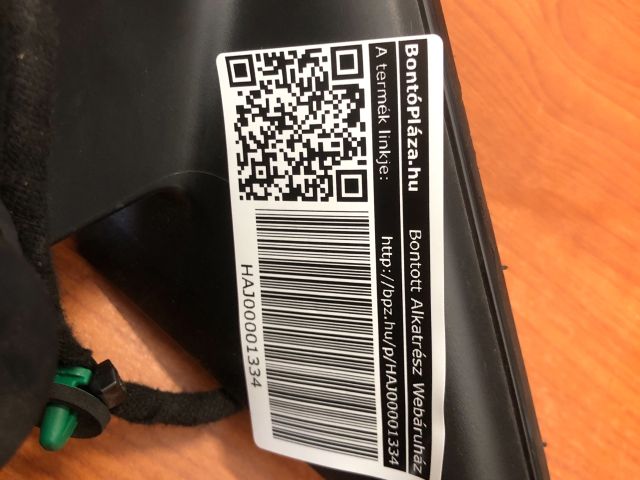 BontóPláza.hu Bontott Alkatrész Webáruház
A termék linkje: http://bpz.hu/p/HAJ00001334
HAJ00001334